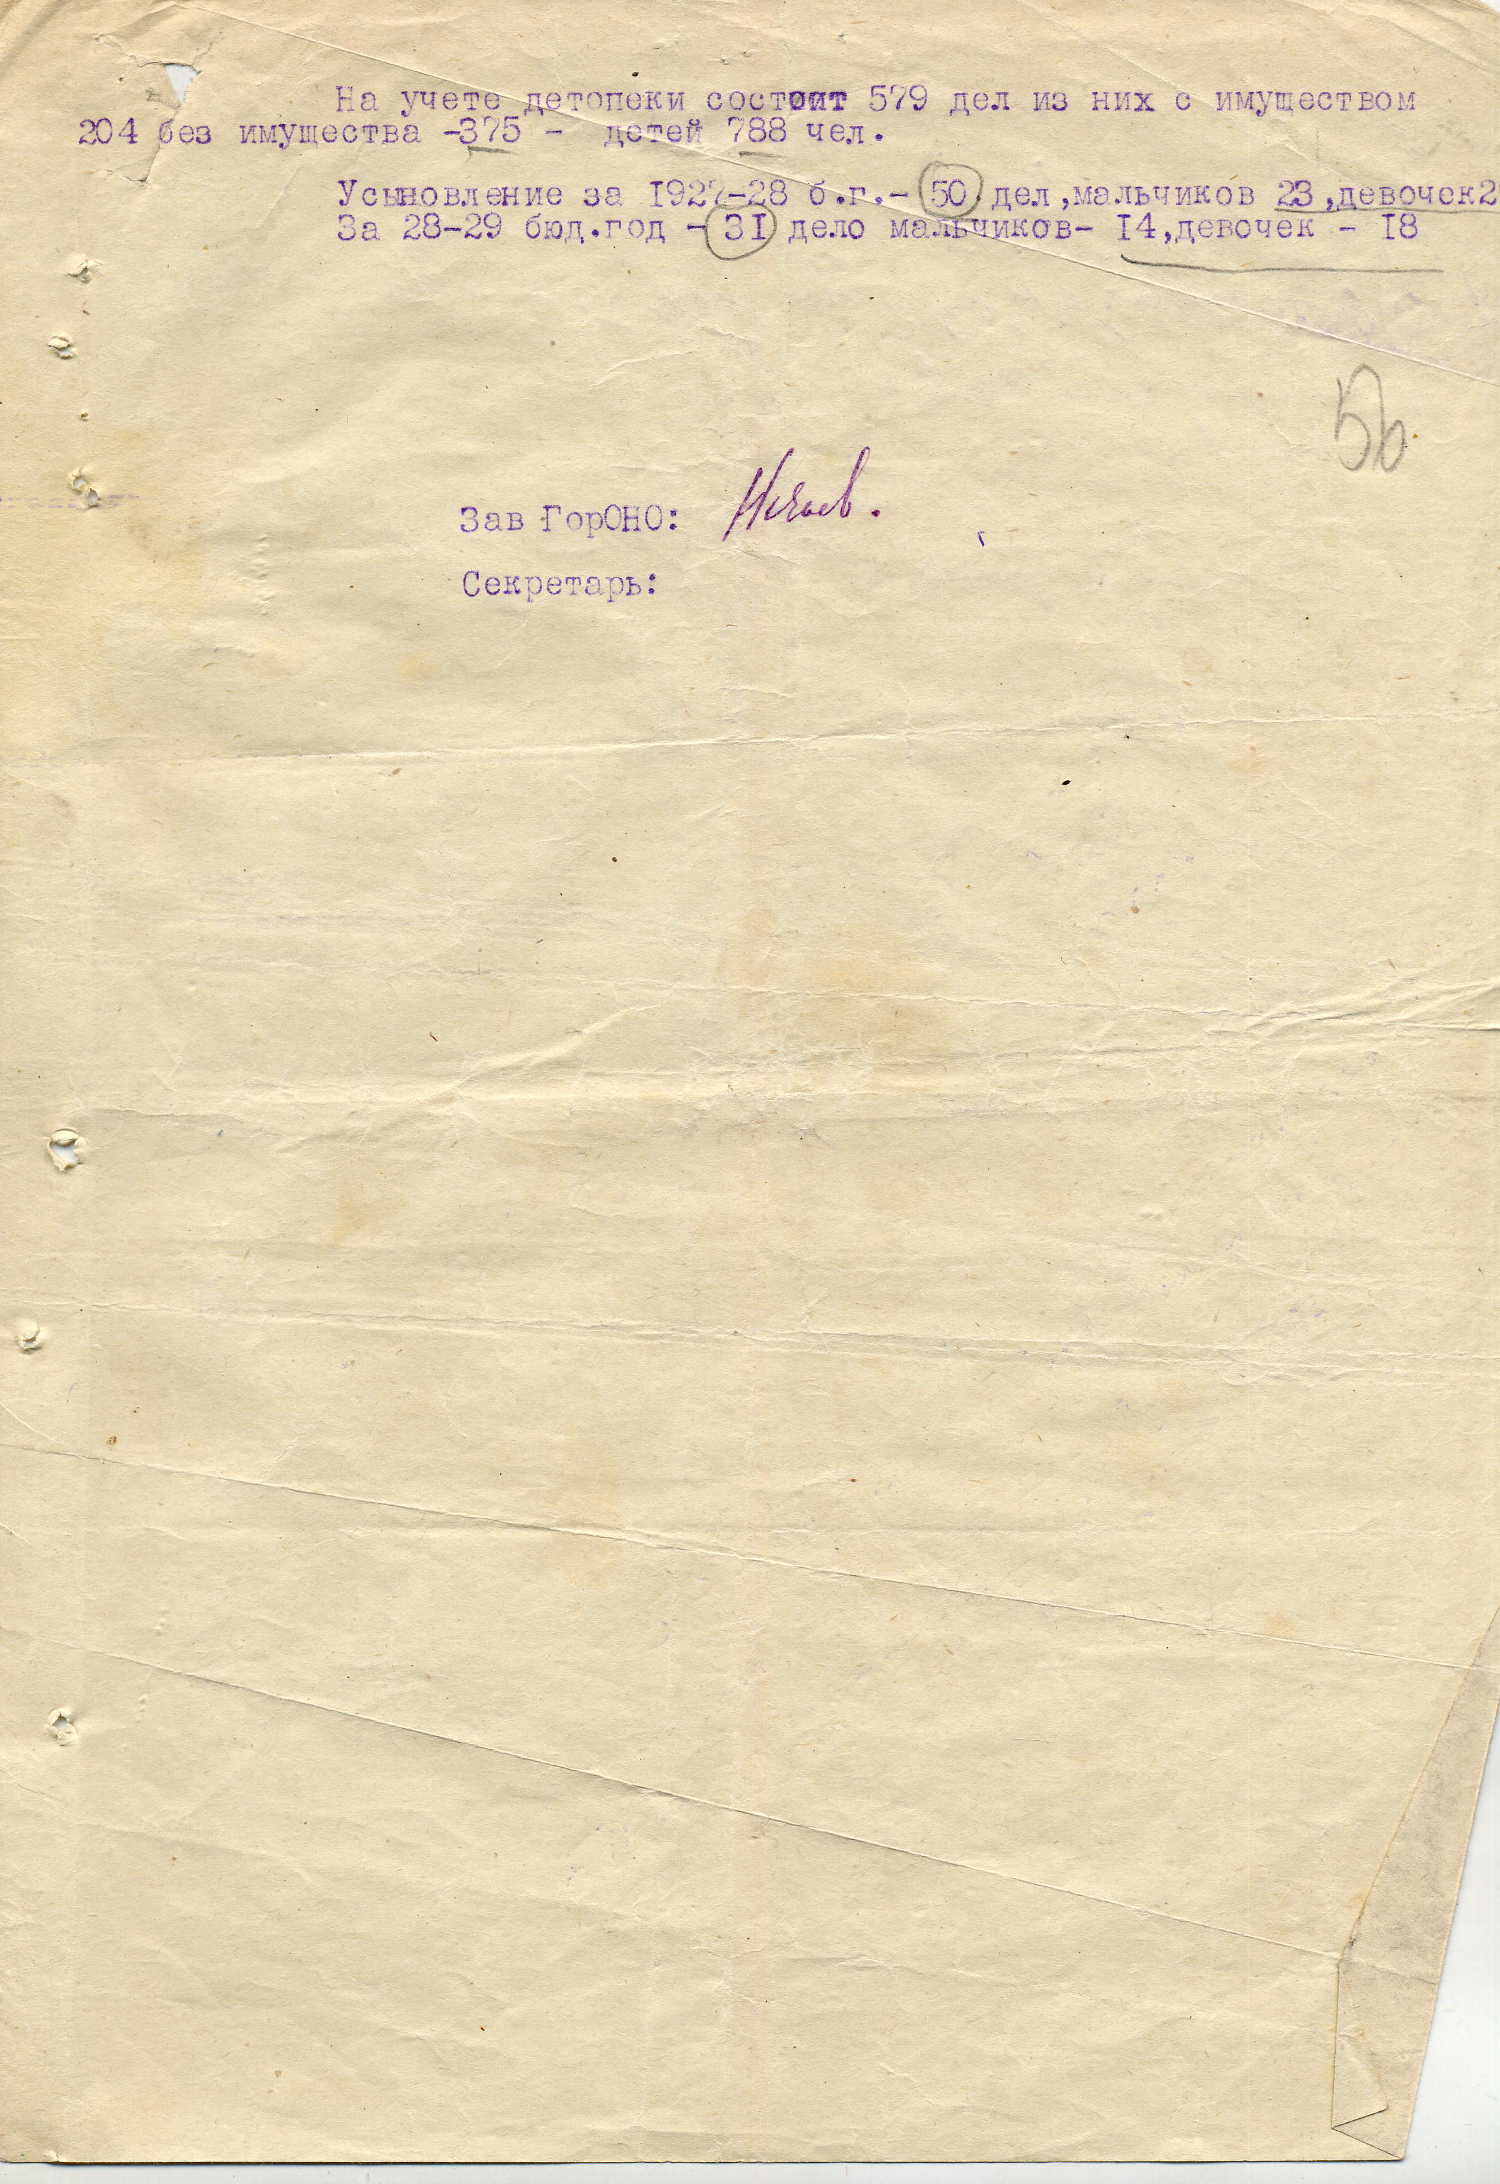 На учете детопеки состоит 579 дел из них с имуществом
204 без имущества -375 - детей 788 чел.
Усыновление за 1927-28 б.г.- 50 дел,мальчиков 23,девочек2
За 28-29 бюд.год - 31 дело мальчиков- 14,девочек - 18
56
Зав ГорОНО:
Секретарь: